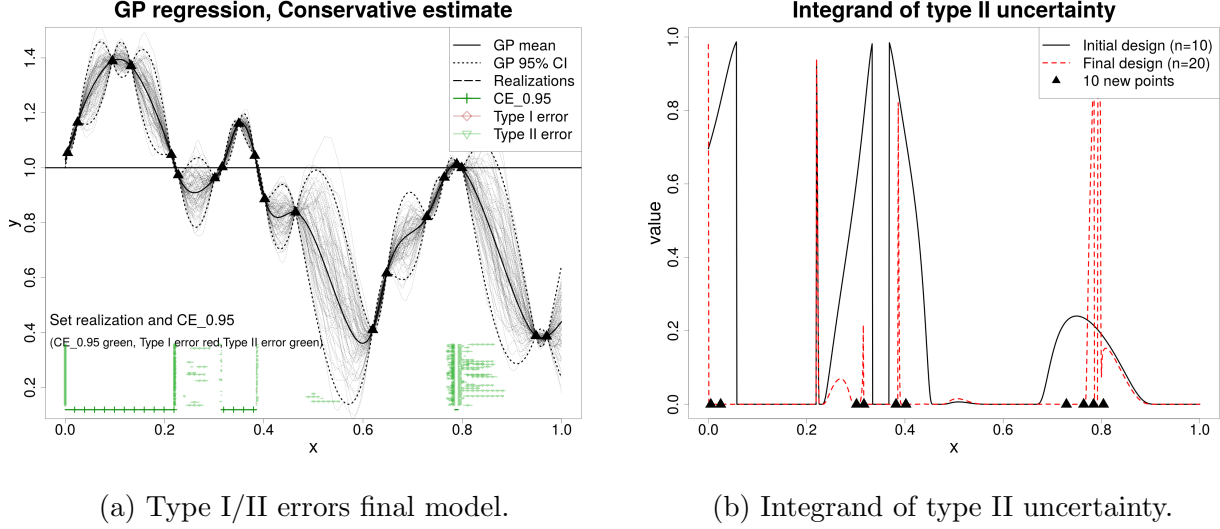 GP regression, Conservative estimate
GP mean
GP 95% CI
Realizations
CE_0.95
Type I error
Type II error
y
1.4
1.2
1.0
0.8
0.6
0.4
0.2
Set realization and CE_0.95
(CE_0.95 green, Type I error red,Type II error green)
0.0 0.2 0.4 0.6 0.8 1.0
x
(a) Type I/II errors final model.
Integrand of type II uncertainty
Initial design (n=10)
Final design (n=20)
10 new points
value
1.0
0.8
0.6
0.4
0.2
0.0
0.0 0.2 0.4 0.6 0.8 1.0
x
(b) Integrand of type II uncertainty.